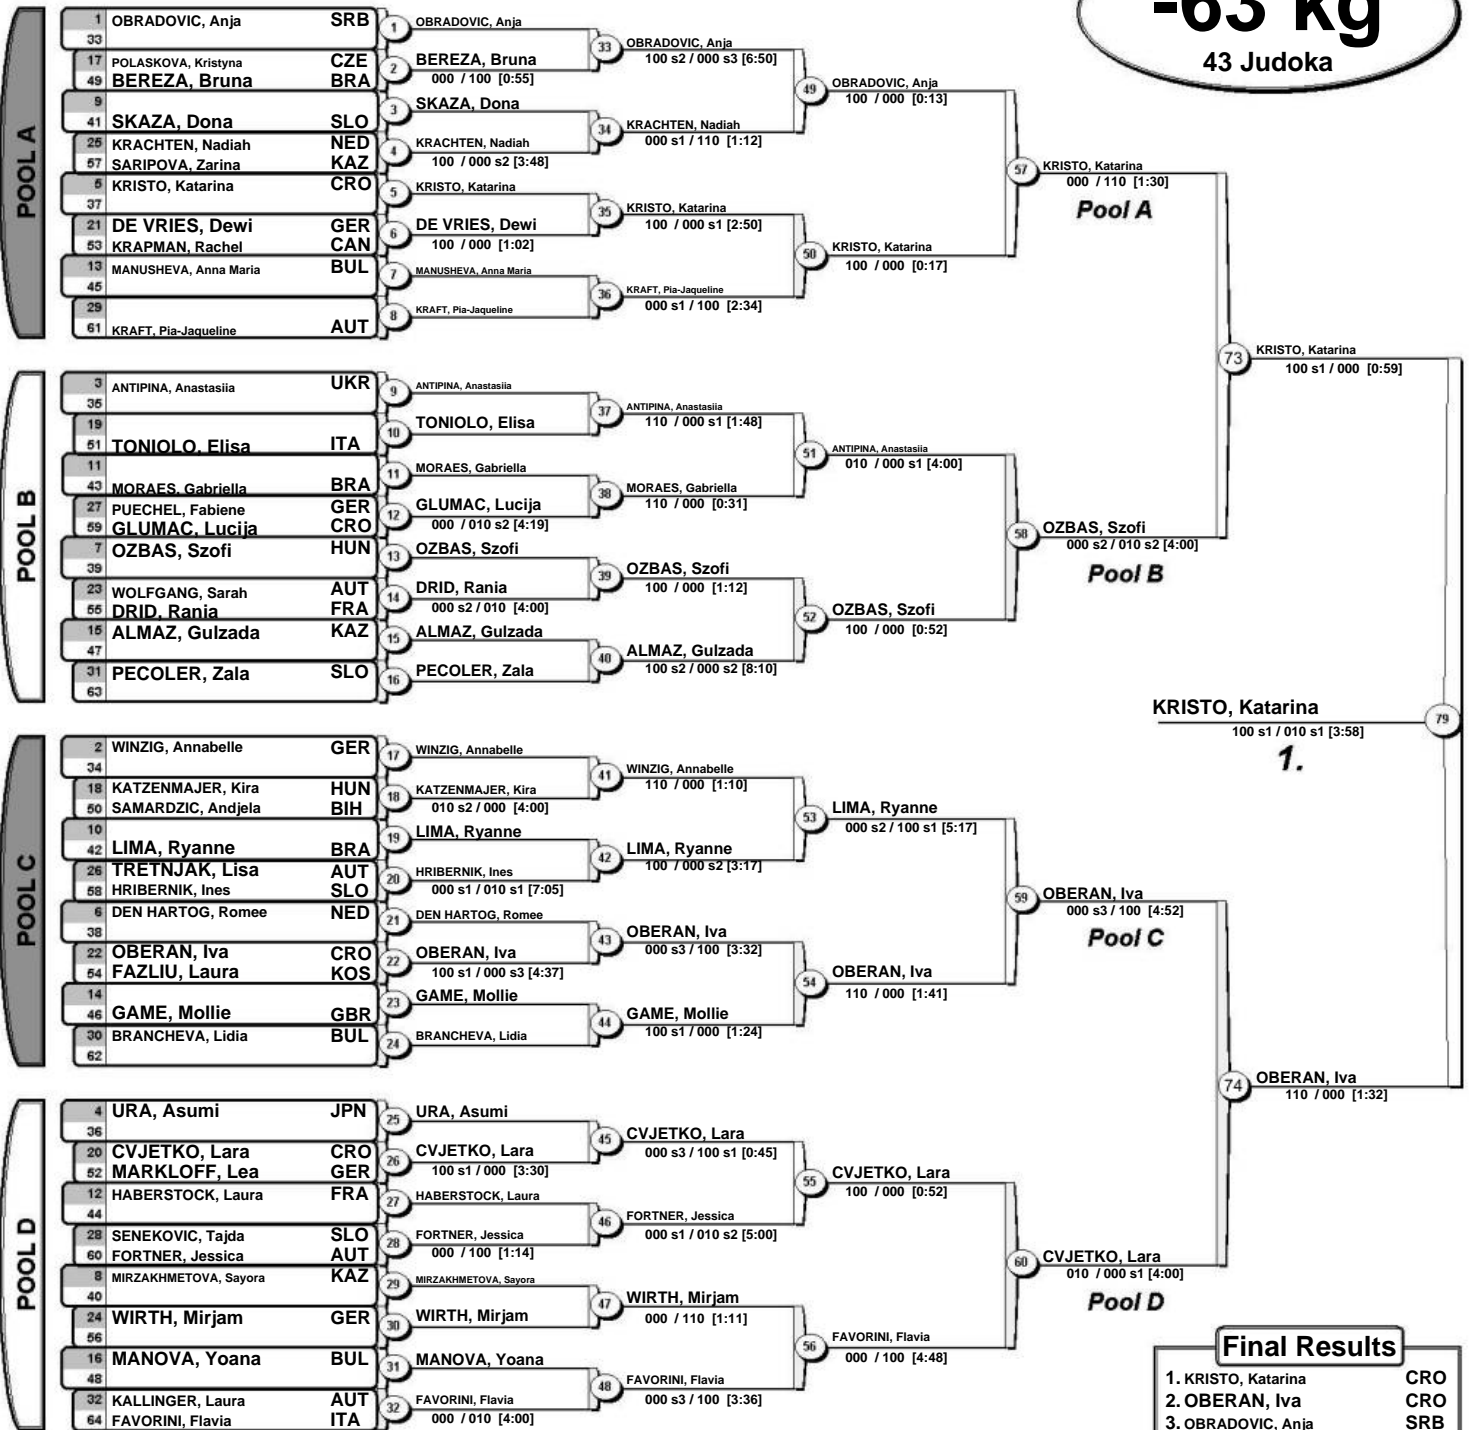 -63 kg
43 Judoka
POOL A
1 OBRADOVIC, Anja SRB
33
17 POLASKOVA, Kristyna CZE
49 BEREZA, Bruna BRA
9
41 SKAZA, Dona SLO
25 KRACHTEN, Nadiah NED
57 SARIPOVA, Zarina KAZ
5 KRISTO, Katarina CRO
37
21 DE VRIES, Dewi GER
53 KRAPMAN, Rachel CAN
13 MANUSHEVA, Anna Maria BUL
45
29
61 KRAFT, Pia-Jaqueline AUT
1 OBRADOVIC, Anja
2 BEREZA, Bruna
000 / 100 [0:55]
3 SKAZA, Dona
4 KRACHTEN, Nadiah
100 / 000 s2 [3:48]
5 KRISTO, Katarina
6 DE VRIES, Dewi
100 / 000 [1:02]
7 MANUSHEVA, Anna Maria
8 KRAFT, Pia-Jaqueline
33 OBRADOVIC, Anja
100 s2 / 000 s3 [6:50]
34 KRACHTEN, Nadiah
000 s1 / 110 [1:12]
35 KRISTO, Katarina
100 / 000 s1 [2:50]
36 KRAFT, Pia-Jaqueline
000 s1 / 100 [2:34]
49 OBRADOVIC, Anja
100 / 000 [0:13]
50 KRISTO, Katarina
100 / 000 [0:17]
57 KRISTO, Katarina
000 / 110 [1:30]
Pool A
POOL B
3 ANTIPINA, Anastasiia UKR
35
19
51 TONIOLO, Elisa ITA
11
43 MORAES, Gabriella BRA
27 PUECHEL, Fabiene GER
59 GLUMAC, Lucija CRO
7 OZBAS, Szofi HUN
39
23 WOLFGANG, Sarah AUT
55 DRID, Rania FRA
15 ALMAZ, Gulzada KAZ
47
31 PECOLER, Zala SLO
63
9 ANTIPINA, Anastasiia
10 TONIOLO, Elisa
11 MORAES, Gabriella
12 GLUMAC, Lucija
000 / 010 s2 [4:19]
13 OZBAS, Szofi
14 DRID, Rania
000 s2 / 010 [4:00]
15 ALMAZ, Gulzada
16 PECOLER, Zala
37 ANTIPINA, Anastasiia
110 / 000 s1 [1:48]
38 MORAES, Gabriella
110 / 000 [0:31]
39 OZBAS, Szofi
100 / 000 [1:12]
40 ALMAZ, Gulzada
100 s2 / 000 s2 [8:10]
51 ANTIPINA, Anastasiia
010 / 000 s1 [4:00]
52 OZBAS, Szofi
100 / 000 [0:52]
58 OZBAS, Szofi
000 s2 / 010 s2 [4:00]
Pool B
73 KRISTO, Katarina
100 s1 / 000 [0:59]
KRISTO, Katarina 79
100 s1 / 010 s1 [3:58]
1.
POOL C
2 WINZIG, Annabelle GER
34
18 KATZENMAJER, Kira HUN
50 SAMARDZIC, Andjela BIH
10
42 LIMA, Ryanne BRA
26 TRETNJAK, Lisa AUT
58 HRIBERNIK, Ines SLO
6 DEN HARTOG, Romee NED
38
22 OBERAN, Iva CRO
54 FAZLIU, Laura KOS
14
46 GAME, Mollie GBR
30 BRANCHEVA, Lidia BUL
62
17 WINZIG, Annabelle
18 KATZENMAJER, Kira
010 s2 / 000 [4:00]
19 LIMA, Ryanne
20 HRIBERNIK, Ines
000 s1 / 010 s1 [7:05]
21 DEN HARTOG, Romee
22 OBERAN, Iva
100 s1 / 000 s3 [4:37]
23 GAME, Mollie
24 BRANCHEVA, Lidia
41 WINZIG, Annabelle
110 / 000 [1:10]
42 LIMA, Ryanne
100 / 000 s2 [3:17]
43 OBERAN, Iva
000 s3 / 100 [3:32]
44 GAME, Mollie
100 s1 / 000 [1:24]
53 LIMA, Ryanne
000 s2 / 100 s1 [5:17]
54 OBERAN, Iva
110 / 000 [1:41]
59 OBERAN, Iva
000 s3 / 100 [4:52]
Pool C
74 OBERAN, Iva
110 / 000 [1:32]
POOL D
4 URA, Asumi JPN
36
20 CVJETKO, Lara CRO
52 MARKLOFF, Lea GER
12 HABERSTOCK, Laura FRA
44
28 SENEKOVIC, Tajda SLO
60 FORTNER, Jessica AUT
8 MIRZAKHMETOVA, Sayora KAZ
40
24 WIRTH, Mirjam GER
56
16 MANOVA, Yoana BUL
48
32 KALLINGER, Laura AUT
64 FAVORINI, Flavia ITA
25 URA, Asumi
26 CVJETKO, Lara
100 s1 / 000 [3:30]
27 HABERSTOCK, Laura
28 FORTNER, Jessica
000 / 100 [1:14]
29 MIRZAKHMETOVA, Sayora
30 WIRTH, Mirjam
31 MANOVA, Yoana
32 FAVORINI, Flavia
000 / 010 [4:00]
45 CVJETKO, Lara
000 s3 / 100 s1 [0:45]
46 FORTNER, Jessica
000 s1 / 010 s2 [5:00]
47 WIRTH, Mirjam
000 / 110 [1:11]
48 FAVORINI, Flavia
000 s3 / 100 [3:36]
55 CVJETKO, Lara
100 / 000 [0:52]
56 FAVORINI, Flavia
000 / 100 [4:48]
60 CVJETKO, Lara
010 / 000 s1 [4:00]
Pool D
Final Results
1. KRISTO, Katarina CRO
2. OBERAN, Iva CRO
3. OBRADOVIC, Anja SRB